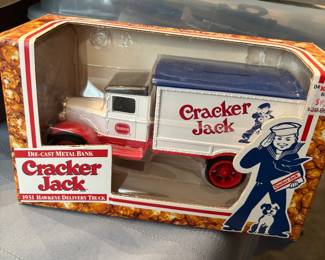 Cracker
Jack
DIE-CAST METAL BANK
Cracker
Jack
1931 HAWKEYE DELIVERY TRUCK